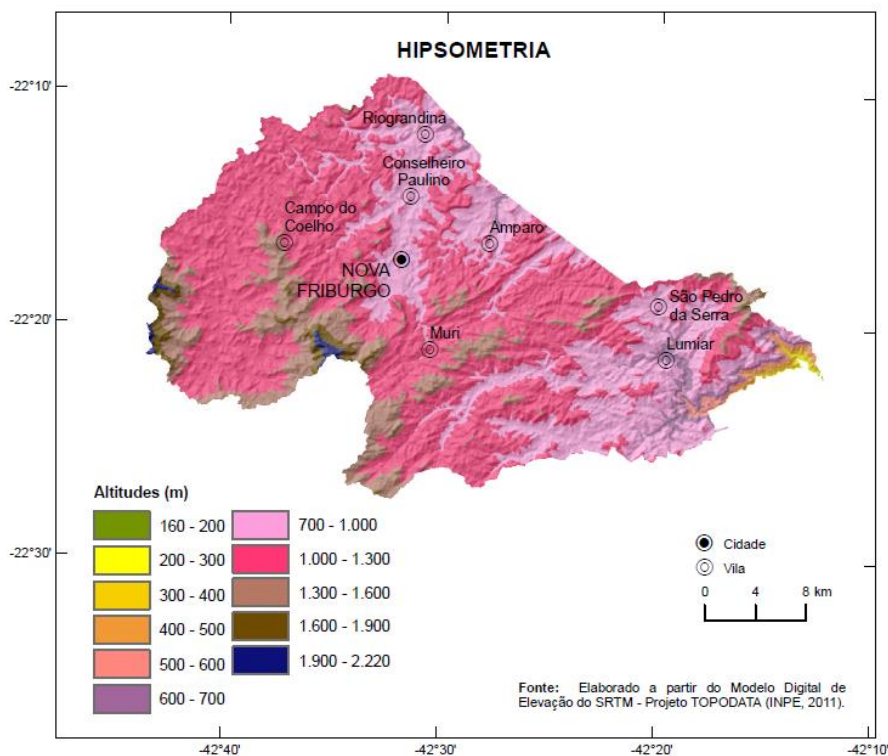 HIPSOMETRIA
-22°10'
-22°20'
-22°30'
Riograndina
Conselheiro
Paulino
Campo do
Coelho
Amparo
NOVA
FRIBURGO
São Pedro
da Serra
Muri
Lumiar
Altitudes (m)
160 - 200
200 - 300
300 - 400
400 - 500
500 - 600
600 - 700
700 - 1.000
1.000 - 1.300
1.300 - 1.600
1.600 - 1.900
1.900 - 2.220
Cidade
Vila
0 4 8 km
Fonte: Elaborado a partir do Modelo Digital de
Elevação do SRTM - Projeto TOPODATA (INPE, 2011).
-42°40' -42°30' -42°20' -42°10'